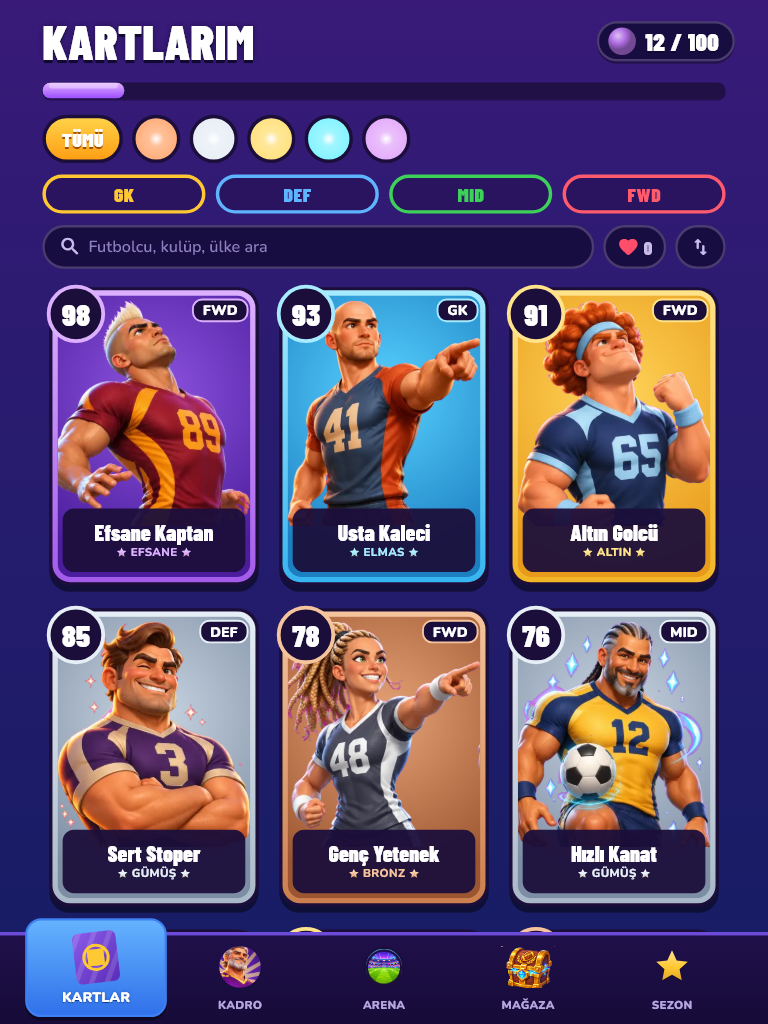 KARTLARIM
12 / 100
TÜMÜ
GK DEF MID FWD
Futbolcu, kulüp, ülke ara
0
98 FWD
89
Efsane Kaptan
★ EFSANE ★
93 GK
41
Usta Kaleci
★ ELMAS ★
91 FWD
65
Altın Golcü
★ ALTIN ★
85 DEF
3
Sert Stoper
★ GÜMÜŞ ★
78 FWD
48
Genç Yetenek
★ BRONZ ★
76 MID
12
Hızlı Kanat
★ GÜMÜŞ ★
KARTLAR
KADRO
ARENA
MAĞAZA
SEZON